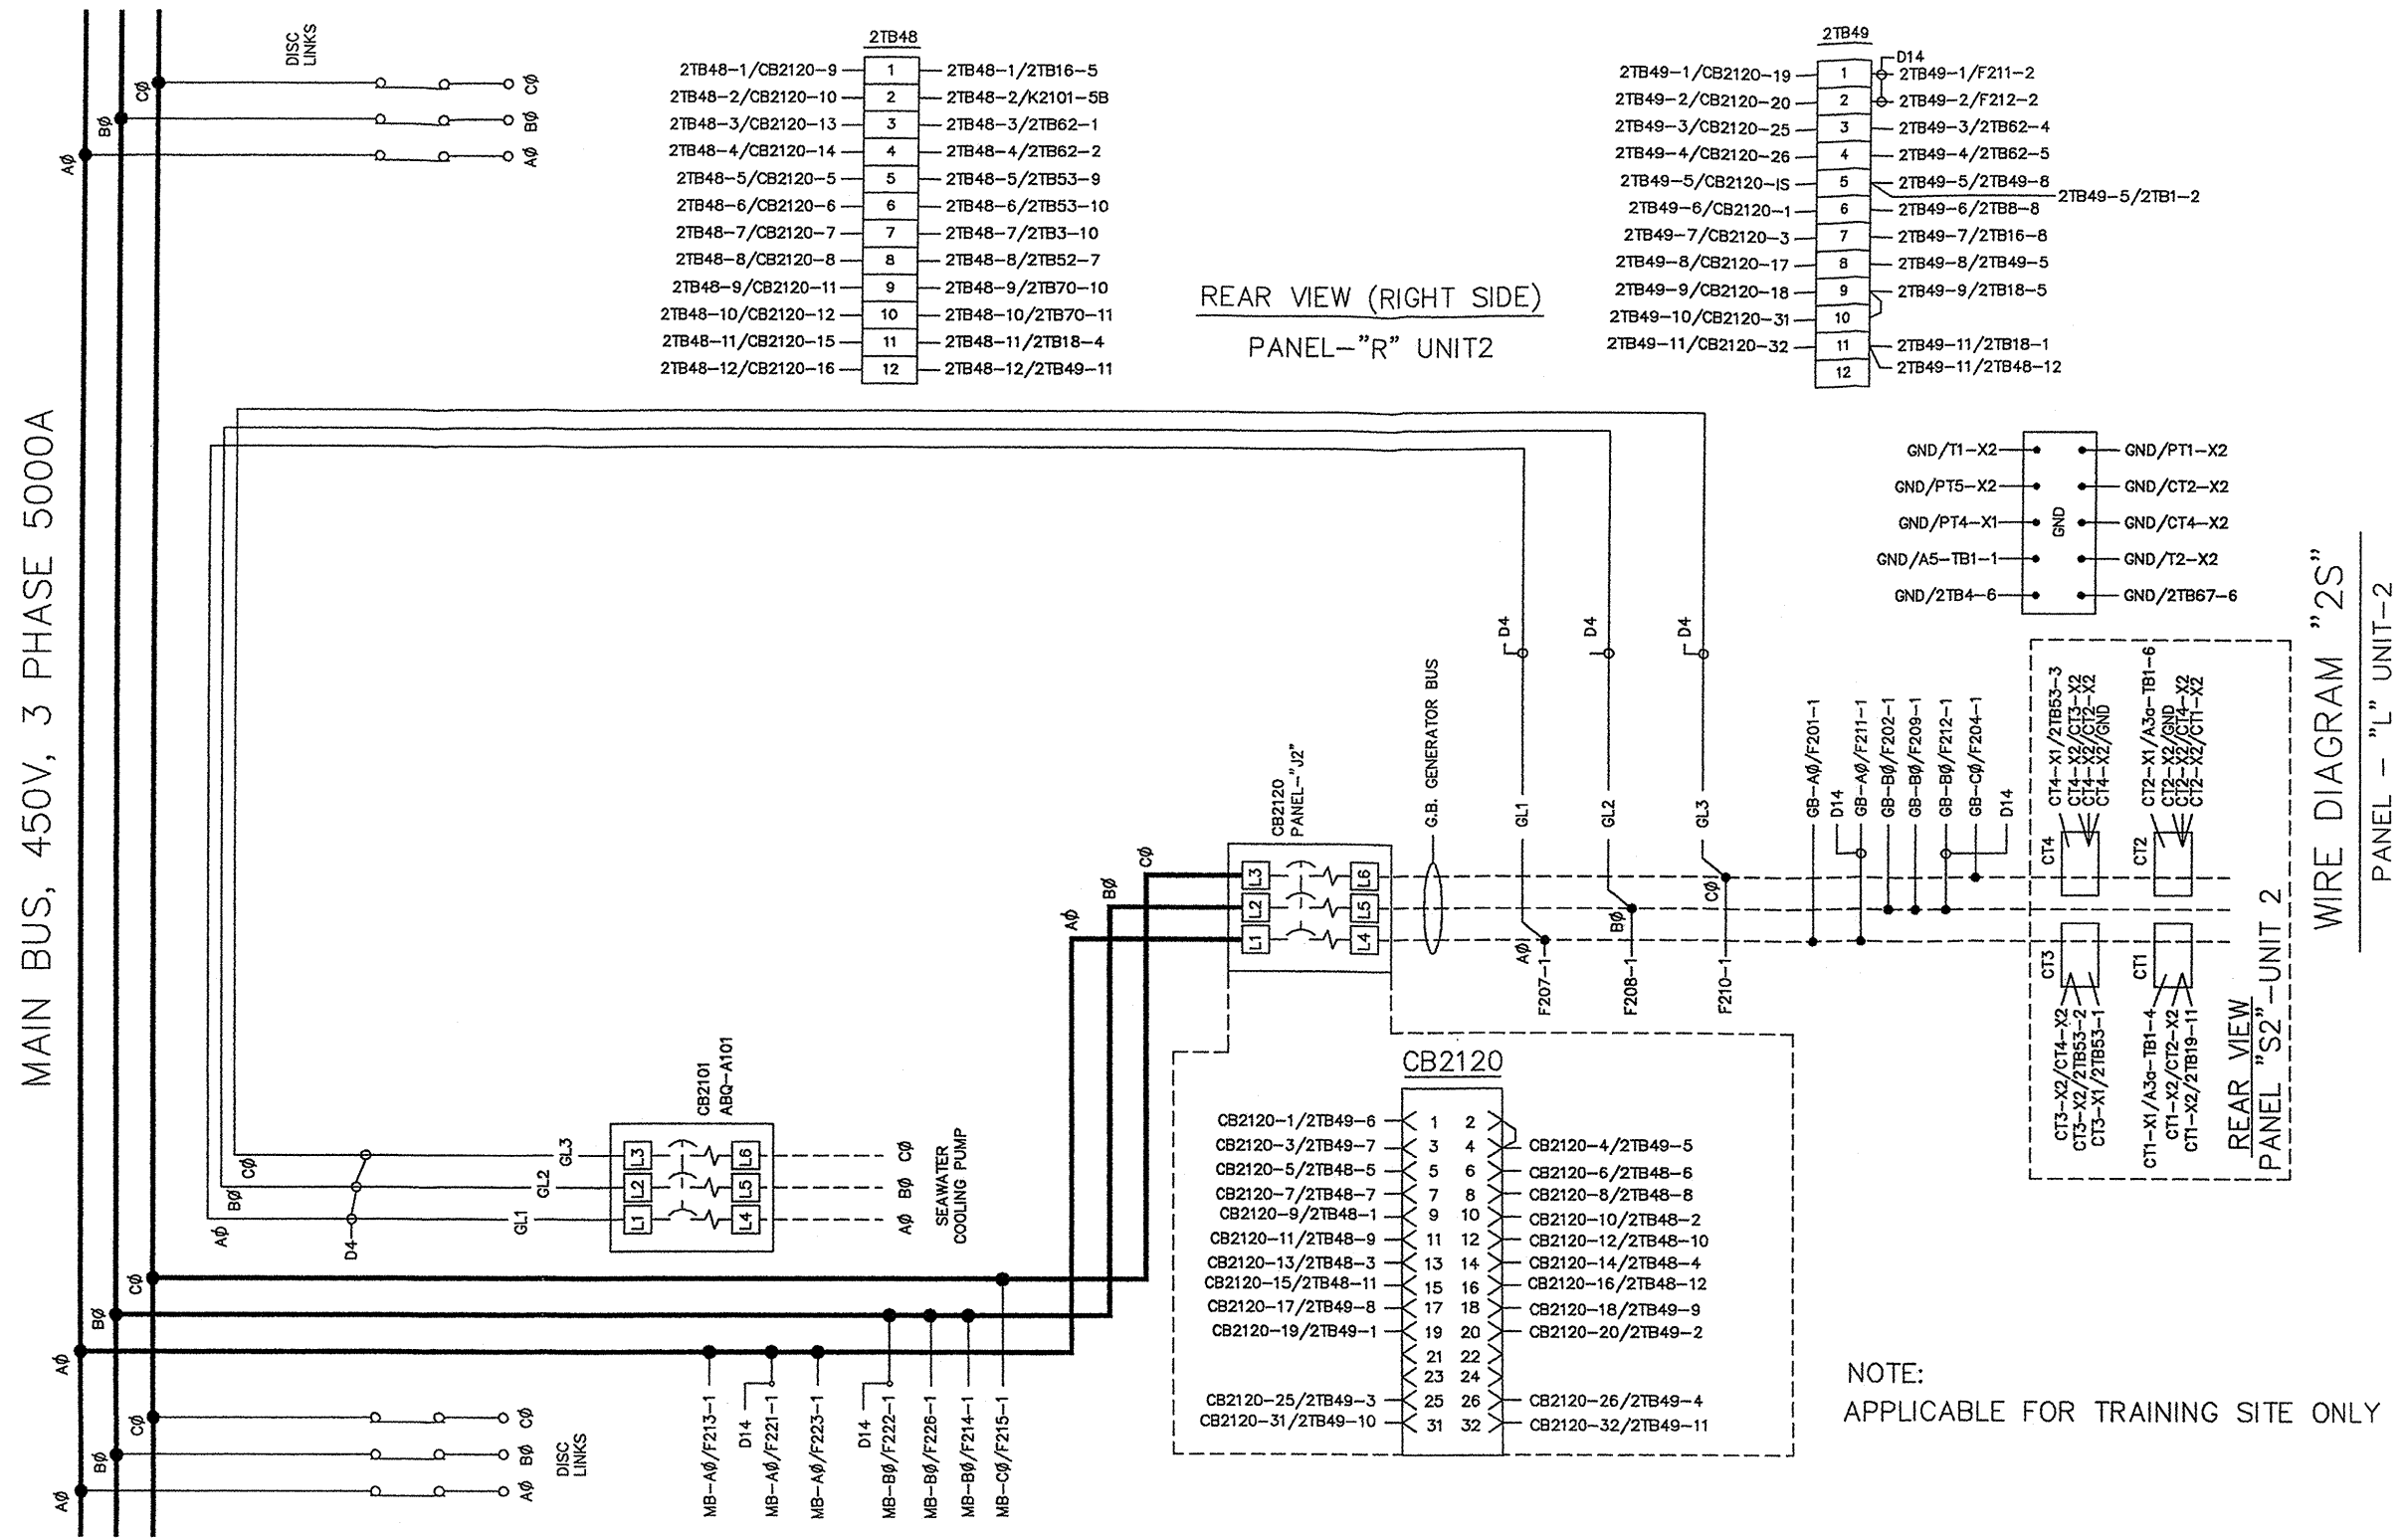 MAIN BUS, 450V, 3 PHASE 5000A
DISC
LINKS
CØ
BØ
AØ
CØ
BØ
AØ
2TB48
2TB48-1/CB2120-9 1 2TB48-1/2TB16-5
2TB48-2/CB2120-10 2 2TB48-2/K2101-5B
2TB48-3/CB2120-13 3 2TB48-3/2TB62-1
2TB48-4/CB2120-14 4 2TB48-4/2TB62-2
2TB48-5/CB2120-5 5 2TB48-5/2TB53-9
2TB48-6/CB2120-6 6 2TB48-6/2TB53-10
2TB48-7/CB2120-7 7 2TB48-7/2TB3-10
2TB48-8/CB2120-8 8 2TB48-8/2TB52-7
2TB48-9/CB2120-11 9 2TB48-9/2TB70-10
2TB48-10/CB2120-12 10 2TB48-10/2TB70-11
2TB48-11/CB2120-15 11 2TB48-11/2TB18-4
2TB48-12/CB2120-16 12 2TB48-12/2TB49-11
REAR VIEW (RIGHT SIDE)
PANEL-"R" UNIT2
2TB49
D14
2TB49-1/CB2120-19 1 2TB49-1/F211-2
2TB49-2/CB2120-20 2 2TB49-2/F212-2
2TB49-3/CB2120-25 3 2TB49-3/2TB62-4
2TB49-4/CB2120-26 4 2TB49-4/2TB62-5
2TB49-5/CB2120-IS 5 2TB49-5/2TB49-8
2TB49-5/2TB1-2
2TB49-6/CB2120-1 6 2TB49-6/2TB8-8
2TB49-7/CB2120-3 7 2TB49-7/2TB16-8
2TB49-8/CB2120-17 8 2TB49-8/2TB49-5
2TB49-9/CB2120-18 9 2TB49-9/2TB18-5
2TB49-10/CB2120-31 10
2TB49-11/CB2120-32 11 2TB49-11/2TB18-1
2TB49-11/2TB48-12
12
GND/T1-X2 GND/PT1-X2
GND/PT5-X2 GND/CT2-X2
GND/PT4-X1 GND GND/CT4-X2
GND/A5-TB1-1 GND/T2-X2
GND/2TB4-6 GND/2TB67-6
D4
D4
D4
G.B. GENERATOR BUS
GL1
GL2
GL3
CB2120
PANEL-"J2"
L3 L6
L2 L5
L1 L4
CØ
BØ
AØ
AØ
BØ
CØ
F207-1
F208-1
F210-1
GB-AØ/F201-1
D14
GB-AØ/F211-1
GB-BØ/F202-1
GB-BØ/F209-1
GB-BØ/F212-1
GB-CØ/F204-1
D14
CT4
CT4-X1/2TB53-3
CT4-X2/CT3-X2
CT4-X2/CT2-X2
CT4-X2/GND
CT2
CT2-X1/A3a-TB1-6
CT2-X2/GND
CT2-X2/CT4-X2
CT2-X2/CT1-X2
CT3
CT3-X2/CT4-X2
CT3-X2/2TB53-2
CT3-X1/2TB53-1
CT1
CT1-X1/A3a-TB1-4
CT1-X2/CT2-X2
CT1-X2/2TB19-11
REAR VIEW
PANEL "S2"-UNIT 2
WIRE DIAGRAM "2S"
PANEL - "L" UNIT-2
CB2101
ABQ-A101
GL3 L3 L6 CØ
GL2 L2 L5 BØ
GL1 L1 L4 AØ
SEAWATER
COOLING PUMP
CØ
BØ
AØ
D4
CØ
BØ
AØ
MB-AØ/F213-1
D14
MB-AØ/F221-1
MB-AØ/F223-1
D14
MB-BØ/F222-1
MB-BØ/F226-1
MB-BØ/F214-1
MB-CØ/F215-1
CØ
BØ
AØ
CØ
BØ
AØ
DISC
LINKS
CB2120
CB2120-1/2TB49-6 1 2
CB2120-3/2TB49-7 3 4 CB2120-4/2TB49-5
CB2120-5/2TB48-5 5 6 CB2120-6/2TB48-6
CB2120-7/2TB48-7 7 8 CB2120-8/2TB48-8
CB2120-9/2TB48-1 9 10 CB2120-10/2TB48-2
CB2120-11/2TB48-9 11 12 CB2120-12/2TB48-10
CB2120-13/2TB48-3 13 14 CB2120-14/2TB48-4
CB2120-15/2TB48-11 15 16 CB2120-16/2TB48-12
CB2120-17/2TB49-8 17 18 CB2120-18/2TB49-9
CB2120-19/2TB49-1 19 20 CB2120-20/2TB49-2
21 22
23 24
CB2120-25/2TB49-3 25 26 CB2120-26/2TB49-4
CB2120-31/2TB49-10 31 32 CB2120-32/2TB49-11
NOTE:
APPLICABLE FOR TRAINING SITE ONLY